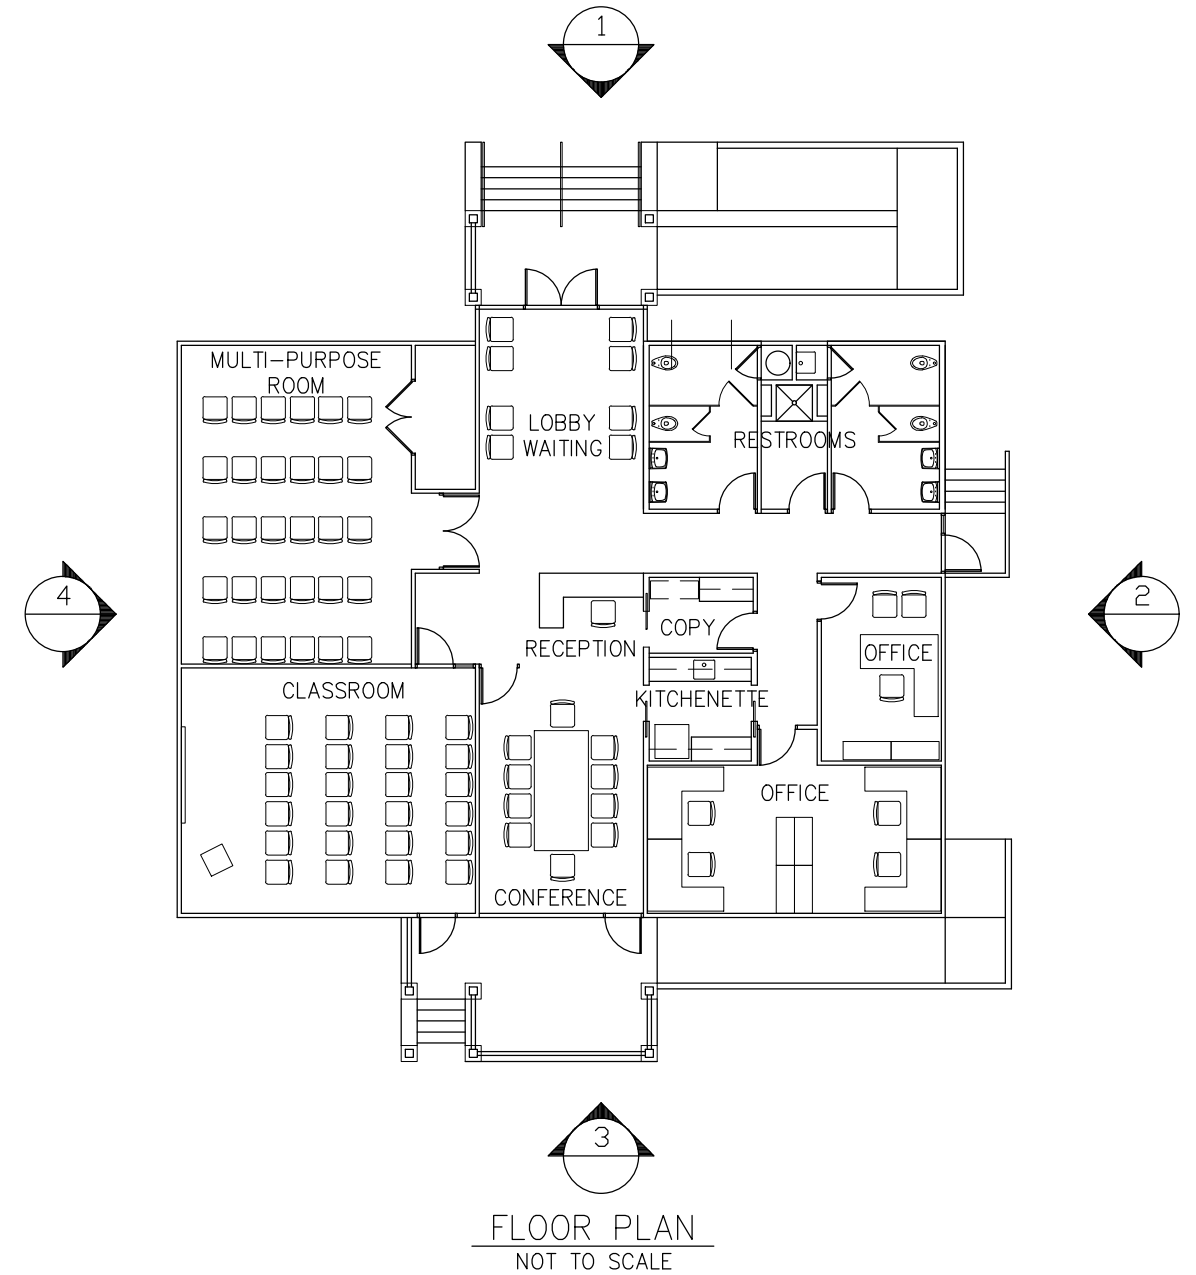 1
MULTI-PURPOSE
ROOM
LOBBY
WAITING
RESTROOMS
4
2
COPY
RECEPTION
OFFICE
CLASSROOM
KITCHENETTE
OFFICE
CONFERENCE
3
FLOOR PLAN
NOT TO SCALE